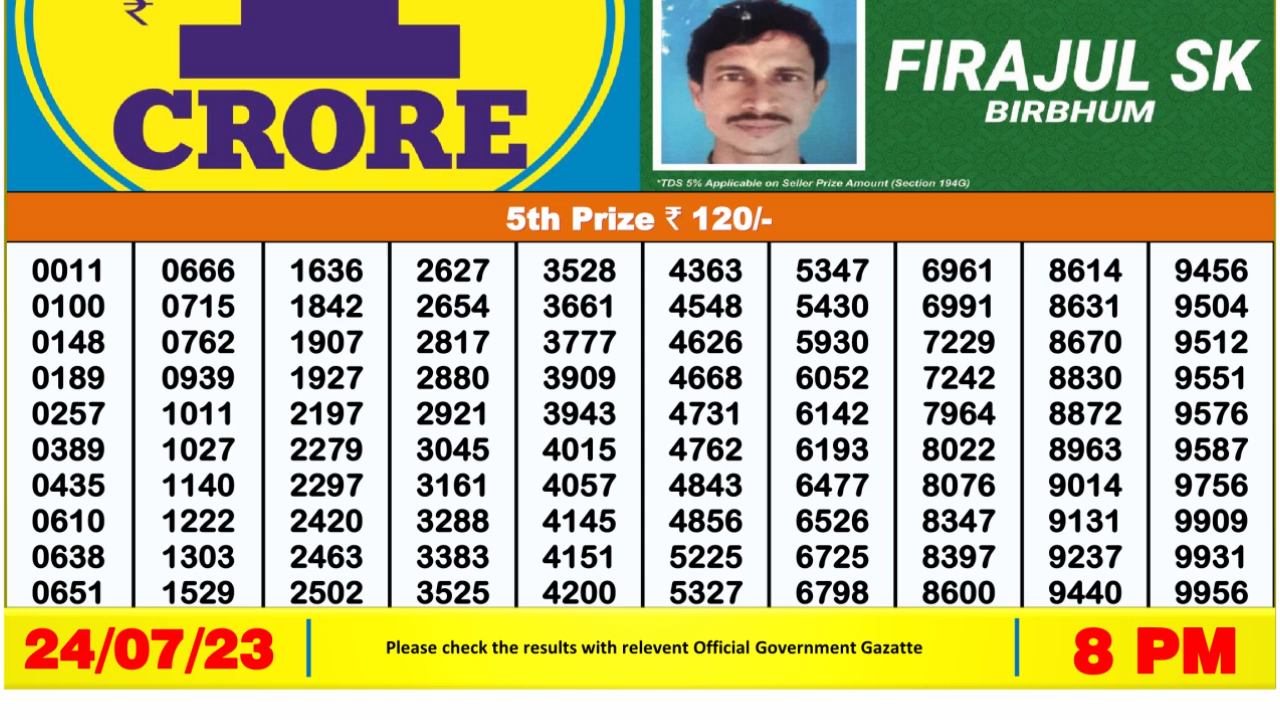 ₹
1
CRORE
FIRAJUL SK
BIRBHUM
*TDS 5% Applicable on Seller Prize Amount (Section 194G)
5th Prize ₹ 120/-
0011 0666 1636 2627 3528 4363 5347 6961 8614 9456
0100 0715 1842 2654 3661 4548 5430 6991 8631 9504
0148 0762 1907 2817 3777 4626 5930 7229 8670 9512
0189 0939 1927 2880 3909 4668 6052 7242 8830 9551
0257 1011 2197 2921 3943 4731 6142 7964 8872 9576
0389 1027 2279 3045 4015 4762 6193 8022 8963 9587
0435 1140 2297 3161 4057 4843 6477 8076 9014 9756
0610 1222 2420 3288 4145 4856 6526 8347 9131 9909
0638 1303 2463 3383 4151 5225 6725 8397 9237 9931
0651 1529 2502 3525 4200 5327 6798 8600 9440 9956
24/07/23 Please check the results with relevent Official Government Gazatte 8 PM